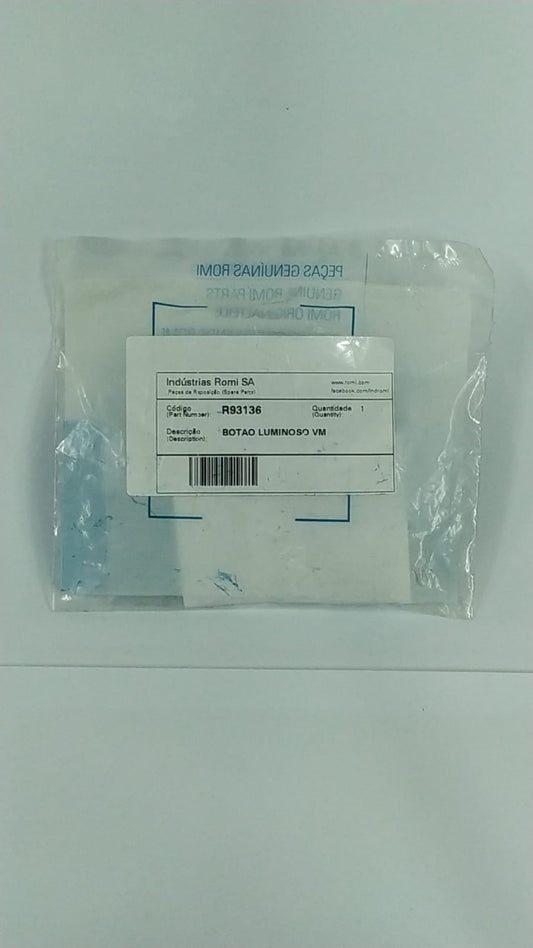 PEÇAS GENUÍNAS ROMI
GENUINE ROMI PARTS
Indústrias Romi SA
www.romi.com
Peças de Reposição (Spare Parts)
facebook.com/indromi
Código
(Part Number):
R93136
Quantidade 1
(Quantity):
Descrição
(Description):
BOTAO LUMINOSO VM